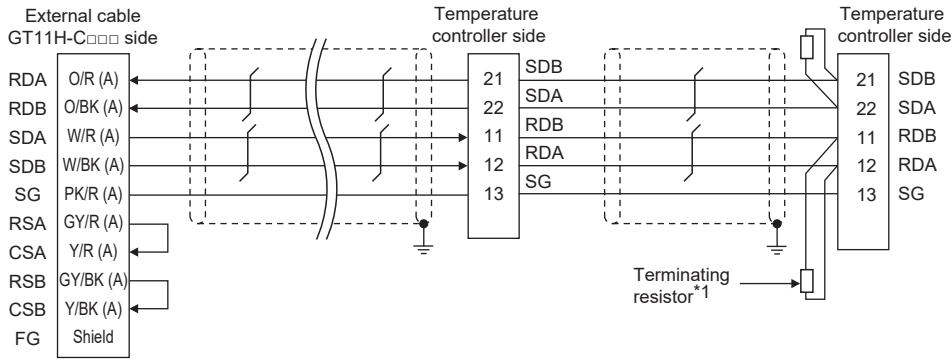 External cable
GT11H-C□□□ side
Temperature
controller side
Temperature
controller side
RDA O/R (A) 21 SDB 21 SDB
RDB O/BK (A) 22 SDA 22 SDA
SDA W/R (A) 11 RDB 11 RDB
SDB W/BK (A) 12 RDA 12 RDA
SG PK/R (A) 13 SG 13 SG
RSA GY/R (A)
CSA Y/R (A)
RSB GY/BK (A)
CSB Y/BK (A)
FG Shield
Terminating
resistor*1